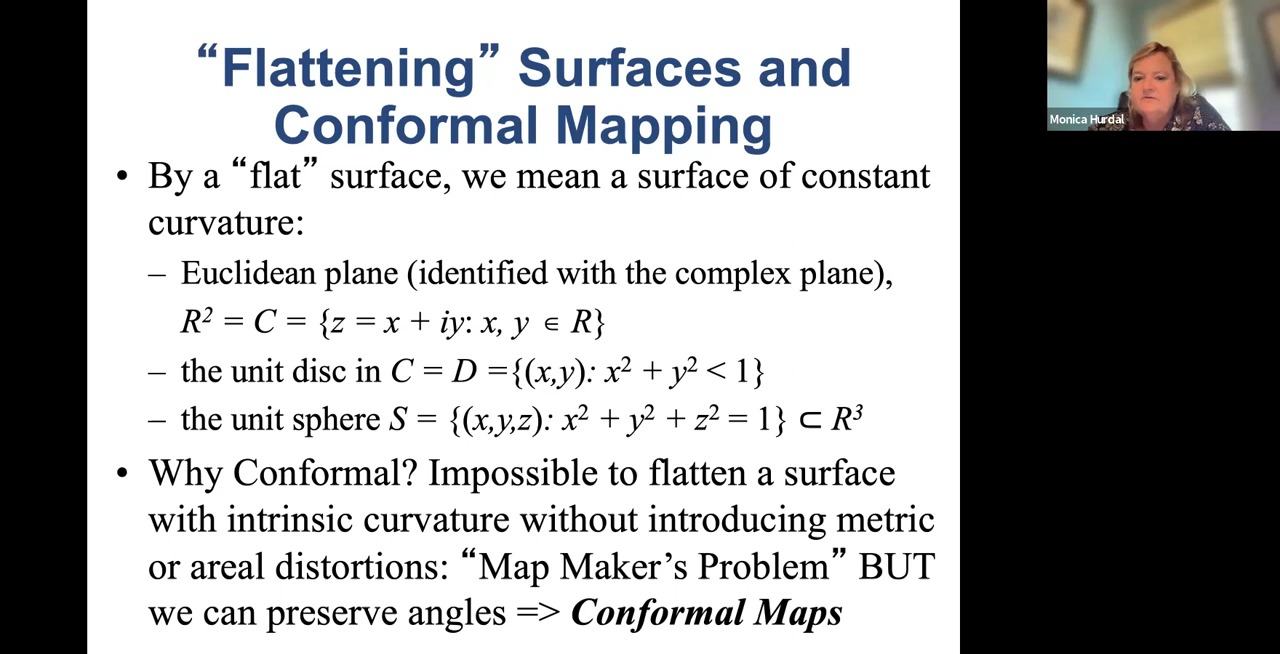 “Flattening” Surfaces and
Conformal Mapping
• By a “flat” surface, we mean a surface of constant
curvature:
– Euclidean plane (identified with the complex plane),
R² = C = {z = x + iy: x, y ∈ R}
– the unit disc in C = D ={(x,y): x² + y² < 1}
– the unit sphere S = {(x,y,z): x² + y² + z² = 1} ⊂ R³
• Why Conformal? Impossible to flatten a surface
with intrinsic curvature without introducing metric
or areal distortions: “Map Maker’s Problem” BUT
we can preserve angles => Conformal Maps
Monica Hurdal